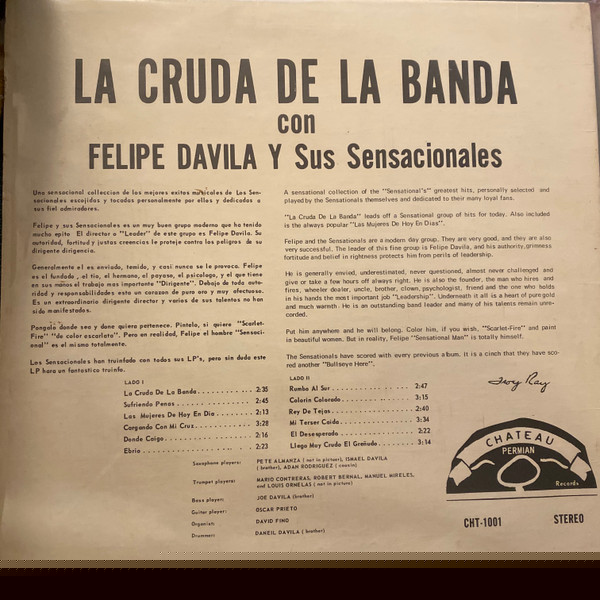 LA CRUDA DE LA BANDA
con
FELIPE DAVILA Y Sus Sensacionales
Una sensacional colleccion de los mejores exitos musicales de Los Sen-
sacionales escojidos y tocados personalmente por ellos y dedicados a
sus fiel admiradores.
Felipe y sus Sensacionales es un muy buen grupo moderno que ha tenido
mucho epito El director o "Leader" de este grupo es Felipe Davila. Su
autoridad, fortitud y justas creencias le proteje contra los peligros de su
dirigente dirigencia.
Generalmente el es enviado, temido, y casi nunca se le provoca. Felipe
es el fundado, el tio, el hermano, el payaso, el psicologo, y el que tiene
en sus manos el trabajo mas importante "Dirigente". Debajo de toda auto-
ridad y responsabilidades esta un corazon de puro oro y muy afectuoso.
Es un extraordinario dirigente director y varios de sus talentos no han
sido manifestados.
Pongalo donde sea y done quiera pertenece. Pintelo, si quiere "Scarlet-
Fire" "de color escarlata". Pero an realidad, Felipe el hombre "Sensaci-
onal" es el mismo totalmente.
Los Sensacionales han truinfado con todos sus LP's, pero sin duda este
LP hara un fantastico truinfo.
A sensational collection of the "Sensational's" greatest hits, personally selected and
played by the Sensationals themselves and dedicated to their many loyal fans.
"La Cruda De La Banda" leads off a Sensational group of hits for today. Also included
is the always popular "Las Mujeres De Hoy En Dias".
Felipe and the Sensationals are a modern day group. They are very good, and they are also
very successful. The leader of this fine group is Felipe Davila, and his authority, grimness
fortitude and belief in rightness protects him from perils of leadership.
He is generally envied, underestimated, never questioned, almost never challenged and
give or take a few hours off always right. He is also the founder, the man who hires and
fires, wheeler dealer, uncle, brother, clown, psychologist, friend and the one who holds
in his hands the most important job "Leadership". Underneath it all is a heart of pure gold
and much warmth. He is an outstanding band leader and many of his talents remain unre-
corded.
Put him anywhere and he will belong. Color him, if you wish, "Scarlet-Fire" and paint
in beautiful women. But in reality, Felipe "Sensational Man" is totally himself.
The Sensationals have scored with every previous album. It is a cinch that they have sco-
red another "Bullseye Here".
LADO I
La Cruda De La Banda 2:35
Sufriendo Penas 2:45
Las Mujeres De Hoy En Dia 2:13
Cargando Con Mi Cruz 3:28
Donde Caigo 2:16
Ebrio 2:23
LADO II
Rumbo Al Sur 2:47
Colorin Colorado 3:15
Rey De Tejas 2:40
Mi Tercer Caida 3:34
El Desesperado 2:22
Llego Muy Crudo El Greñudo 3:14
Saxophone players: PETE ALMANZA ( not in picture), ISMAEL DAVILA
( brother), ADAN RODRIGUEZ ( cousin)
Trumpet players: MARIO CONTRERAS, ROBERT BERNAL, MANUEL MIRELES,
and LOUIS ORNELAS ( not in picture)
Bass player: JOE DAVILA (brother)
Guitar player: OSCAR PRIETO
Organist: DAVID FINO
Drummer: DANEIL DAVILA ( brother)
Ray
CHATEAU
PERMIAN
Records
CHT-1001 STEREO